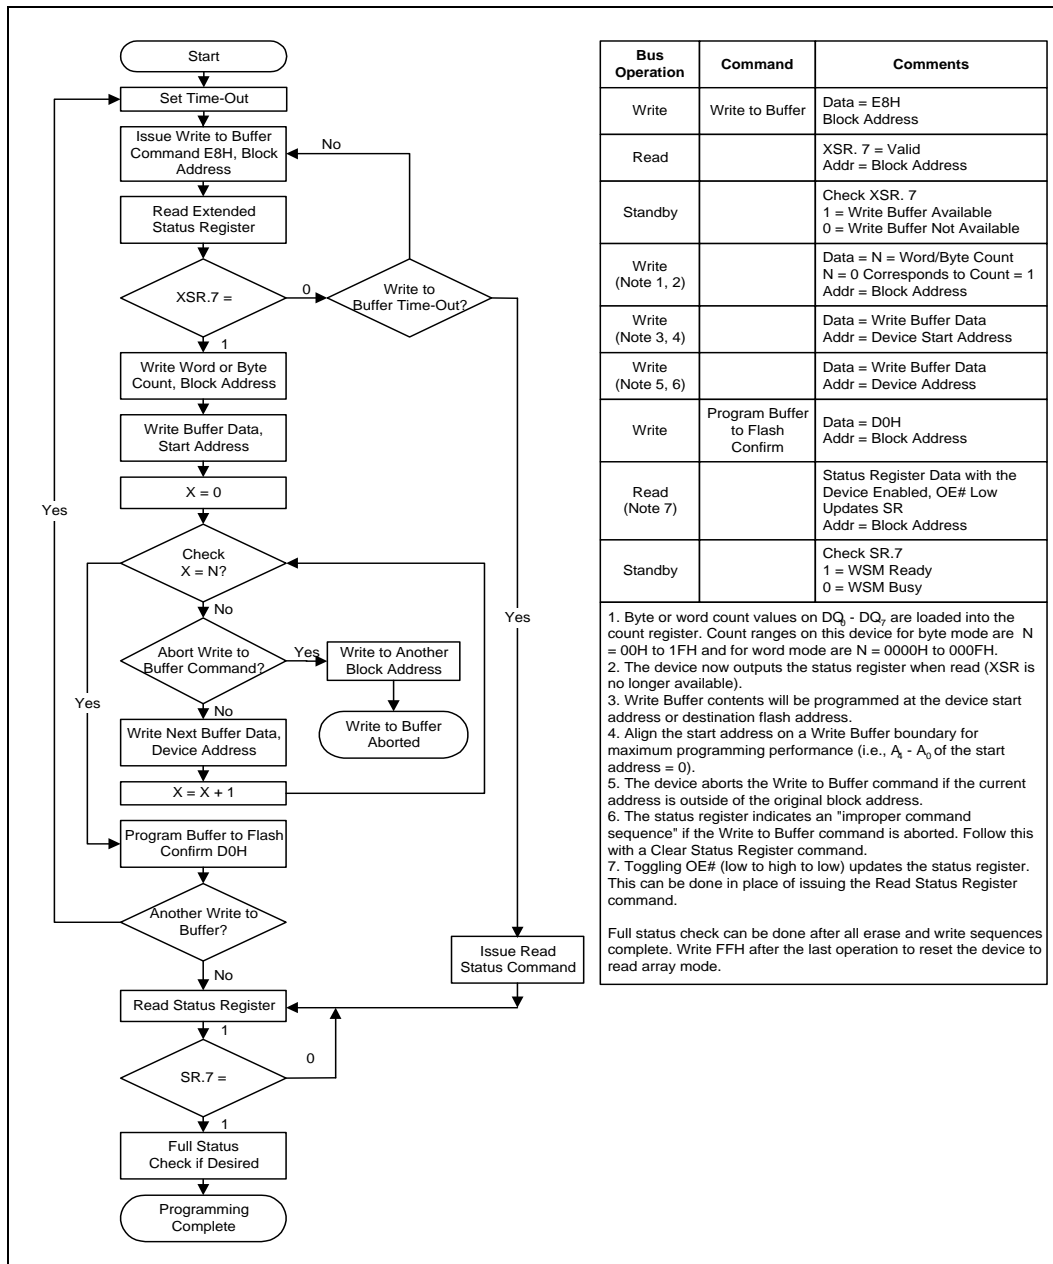 Start
Set Time-Out
Issue Write to Buffer
Command E8H, Block
Address
No
Read Extended
Status Register
XSR.7 =
0
Write to
Buffer Time-Out?
1
Write Word or Byte
Count, Block Address
Write Buffer Data,
Start Address
X = 0
Yes
Check
X = N?
No
Yes
Abort Write to
Buffer Command?
Yes
Write to Another
Block Address
Yes
No
Write to Buffer
Aborted
Write Next Buffer Data,
Device Address
X = X + 1
Program Buffer to Flash
Confirm D0H
Another Write to
Buffer?
Issue Read
Status Command
No
Read Status Register
1
0
SR.7 =
1
Full Status
Check if Desired
Programming
Complete
Bus
Operation
Command
Comments
Write
Write to Buffer
Data = E8H
Block Address
Read
XSR. 7 = Valid
Addr = Block Address
Standby
Check XSR. 7
1 = Write Buffer Available
0 = Write Buffer Not Available
Write
(Note 1, 2)
Data = N = Word/Byte Count
N = 0 Corresponds to Count = 1
Addr = Block Address
Write
(Note 3, 4)
Data = Write Buffer Data
Addr = Device Start Address
Write
(Note 5, 6)
Data = Write Buffer Data
Addr = Device Address
Write
Program Buffer
to Flash
Confirm
Data = D0H
Addr = Block Address
Read
(Note 7)
Status Register Data with the
Device Enabled, OE# Low
Updates SR
Addr = Block Address
Standby
Check SR.7
1 = WSM Ready
0 = WSM Busy
1. Byte or word count values on DQ0 - DQ7 are loaded into the
count register. Count ranges on this device for byte mode are N
= 00H to 1FH and for word mode are N = 0000H to 000FH.
2. The device now outputs the status register when read (XSR is
no longer available).
3. Write Buffer contents will be programmed at the device start
address or destination flash address.
4. Align the start address on a Write Buffer boundary for
maximum programming performance (i.e., A4 - A0 of the start
address = 0).
5. The device aborts the Write to Buffer command if the current
address is outside of the original block address.
6. The status register indicates an "improper command
sequence" if the Write to Buffer command is aborted. Follow this
with a Clear Status Register command.
7. Toggling OE# (low to high to low) updates the status register.
This can be done in place of issuing the Read Status Register
command.
Full status check can be done after all erase and write sequences
complete. Write FFH after the last operation to reset the device to
read array mode.